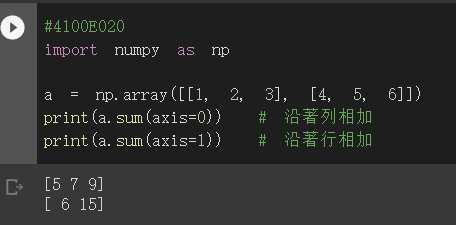 #4100E020
import numpy as np
a = np.array([[1, 2, 3], [4, 5, 6]])
print(a.sum(axis=0)) # 沿著列相加
print(a.sum(axis=1)) # 沿著行相加
[5 7 9]
[ 6 15]